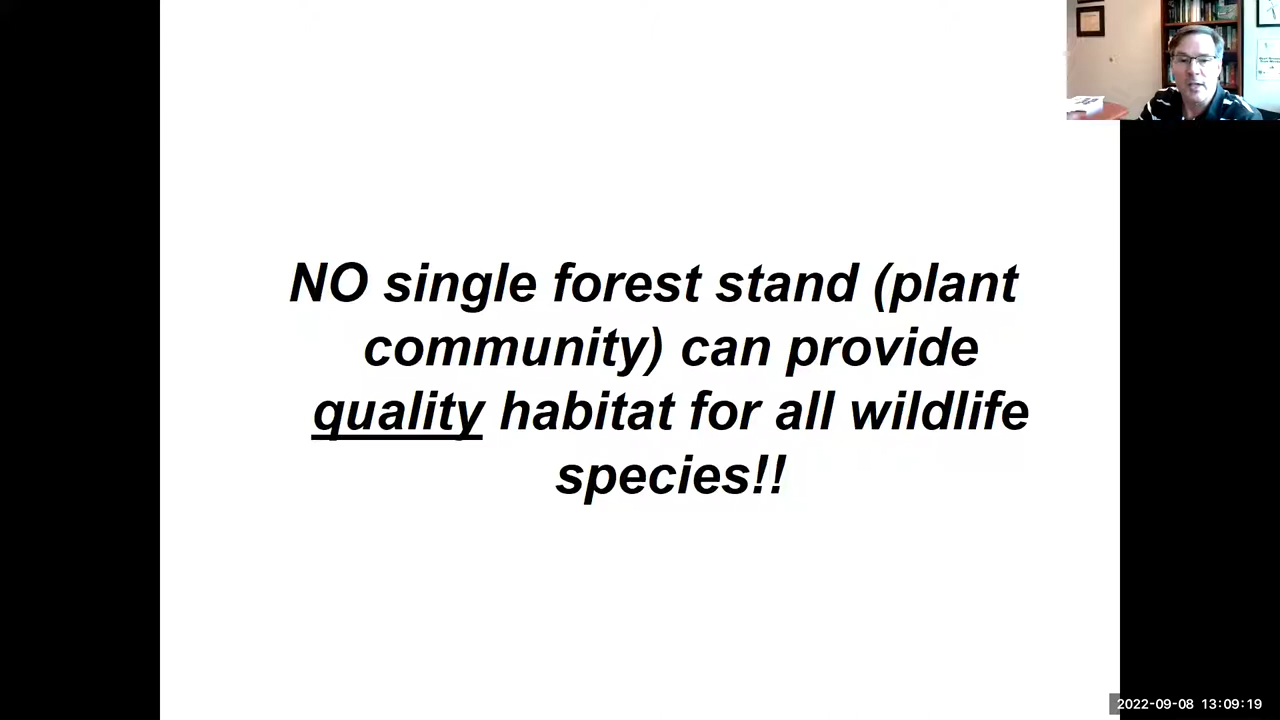 NO single forest stand (plant
community) can provide
quality habitat for all wildlife
species!!
2022-09-08 13:09:19